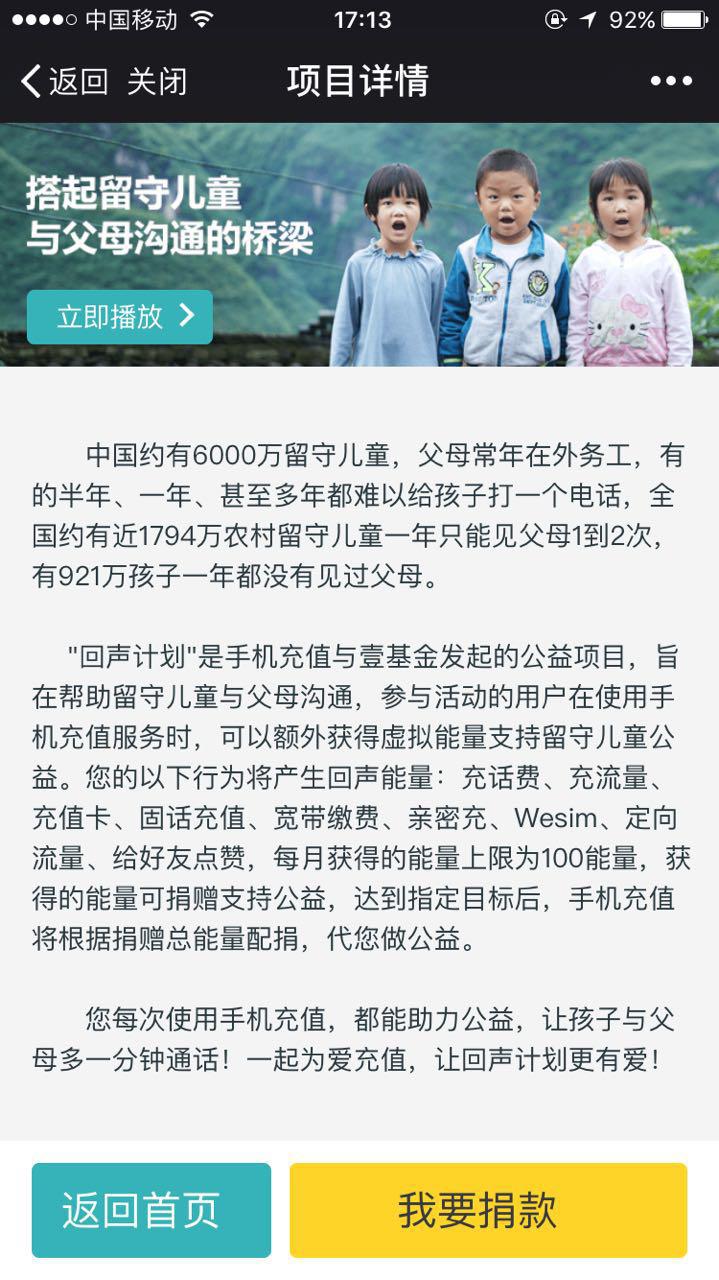 中国移动
17:13
92%
返回 关闭
项目详情
搭起留守儿童
与父母沟通的桥梁
立即播放
中国约有6000万留守儿童，父母常年在外务工，有
的半年、一年、甚至多年都难以给孩子打一个电话，全
国约有近1794万农村留守儿童一年只能见父母1到2次，
有921万孩子一年都没有见过父母。
"回声计划"是手机充值与壹基金发起的公益项目，旨
在帮助留守儿童与父母沟通，参与活动的用户在使用手
机充值服务时，可以额外获得虚拟能量支持留守儿童公
益。您的以下行为将产生回声能量：充话费、充流量、
充值卡、固话充值、宽带缴费、亲密充、Wesim、定向
流量、给好友点赞，每月获得的能量上限为100能量，获
得的能量可捐赠支持公益，达到指定目标后，手机充值
将根据捐赠总能量配捐，代您做公益。
您每次使用手机充值，都能助力公益，让孩子与父
母多一分钟通话！一起为爱充值，让回声计划更有爱！
返回首页
我要捐款